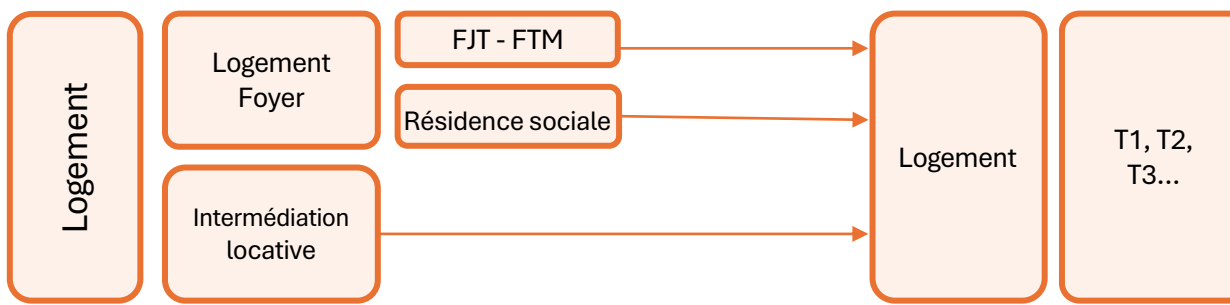 Logement
Logement
Foyer
FJT - FTM
Résidence sociale
Intermédiation
locative
Logement
T1, T2,
T3...